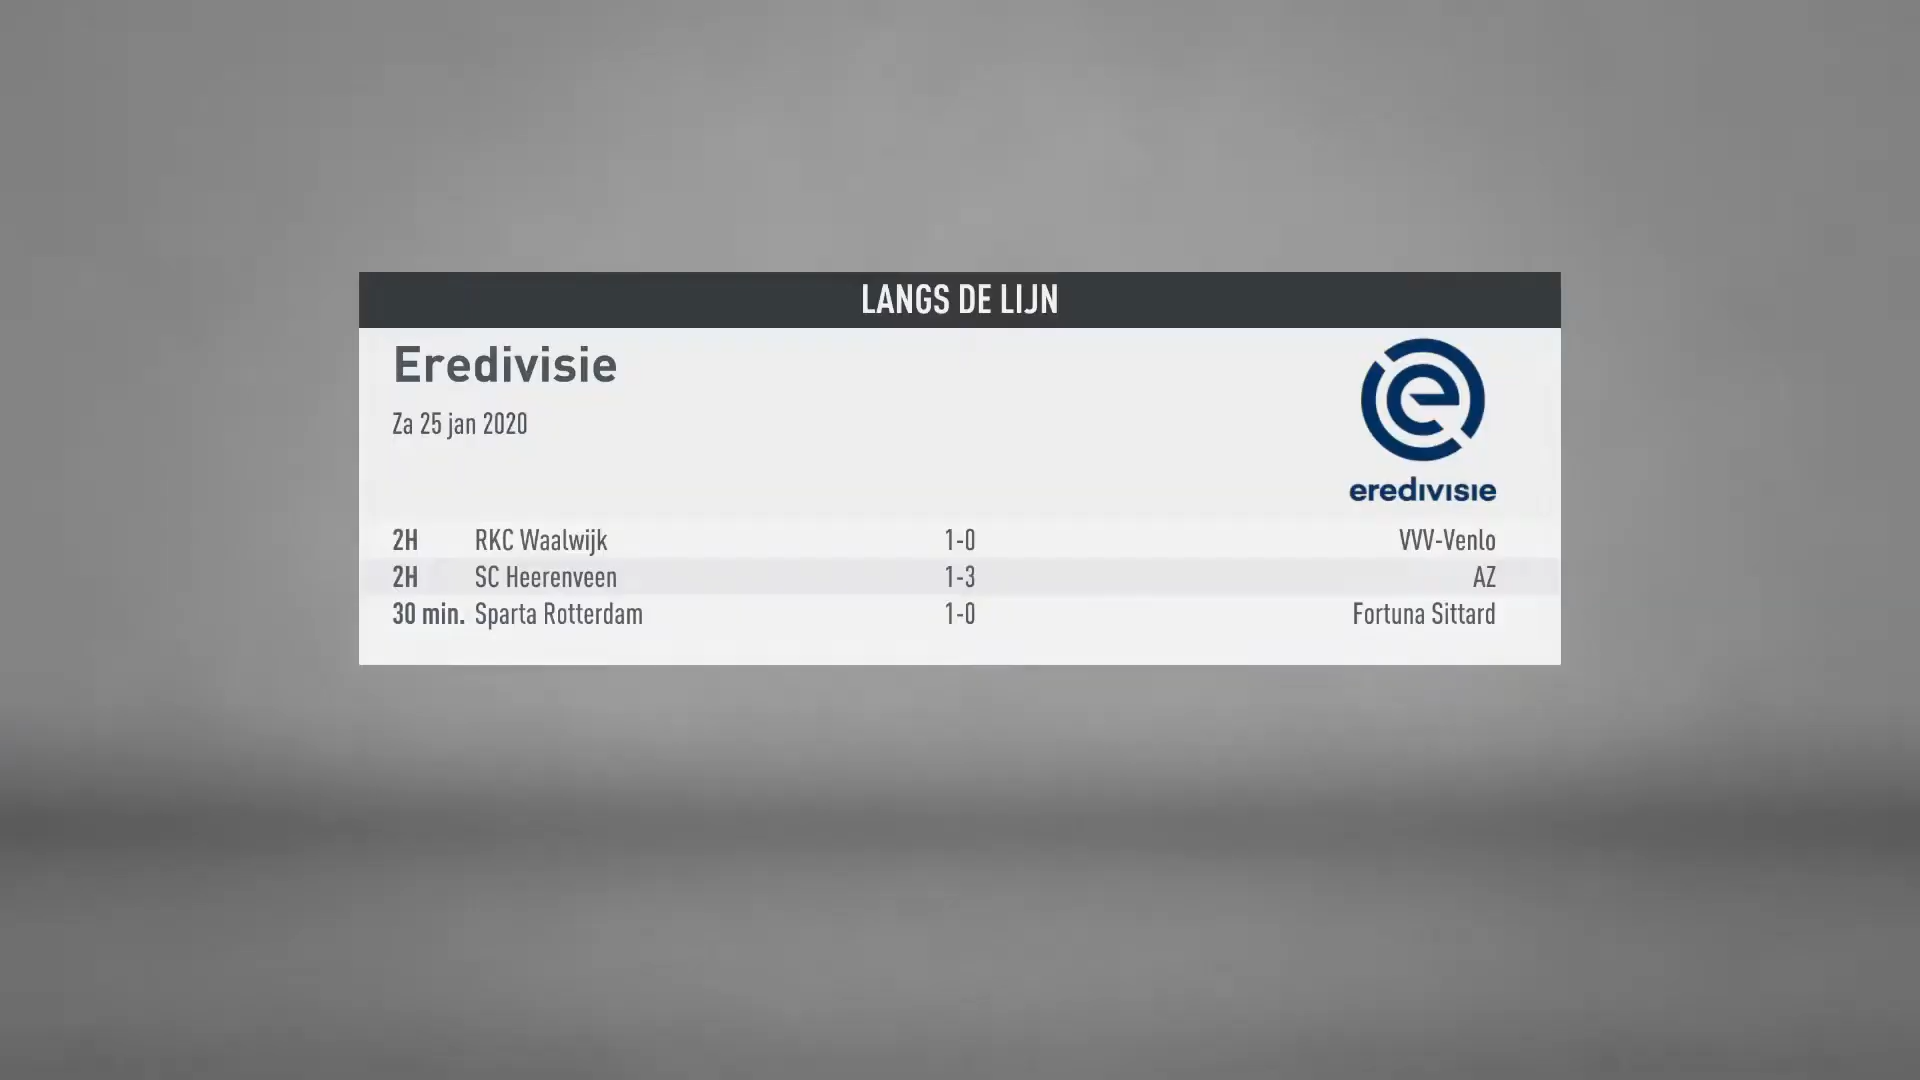 LANGS DE LIJN
Eredivisie
Za 25 jan 2020
eredivisie
2H RKC Waalwijk 1-0 VVV-Venlo
2H SC Heerenveen 1-3 AZ
30 min. Sparta Rotterdam 1-0 Fortuna Sittard